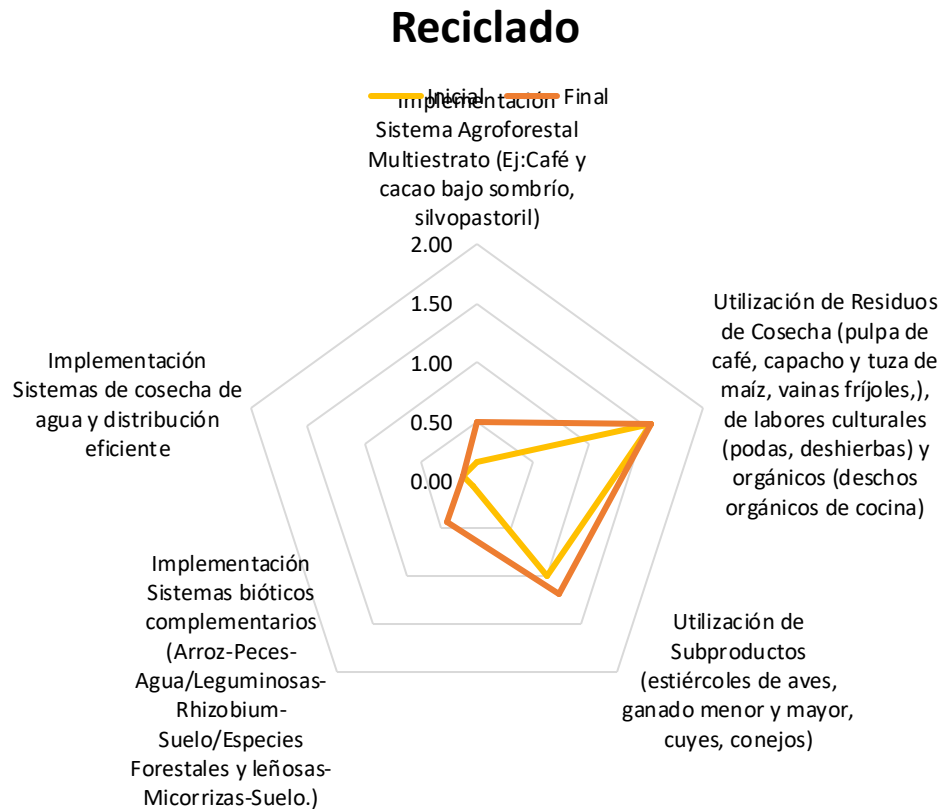 Reciclado
Inicial
Final
Implementación
Sistema Agroforestal
Multiestrato (Ej:Café y
cacao bajo sombrío,
silvopastoril)
2.00
1.50
1.00
0.50
0.00
Utilización de Residuos
de Cosecha (pulpa de
café, capacho y tuza de
maíz, vainas fríjoles,),
de labores culturales
(podas, deshierbas) y
orgánicos (deschos
orgánicos de cocina)
Utilización de
Subproductos
(estiércoles de aves,
ganado menor y mayor,
cuyes, conejos)
Implementación
Sistemas bióticos
complementarios
(Arroz-Peces-
Agua/Leguminosas-
Rhizobium-
Suelo/Especies
Forestales y leñosas-
Micorrizas-Suelo.)
Implementación
Sistemas de cosecha de
agua y distribución
eficiente